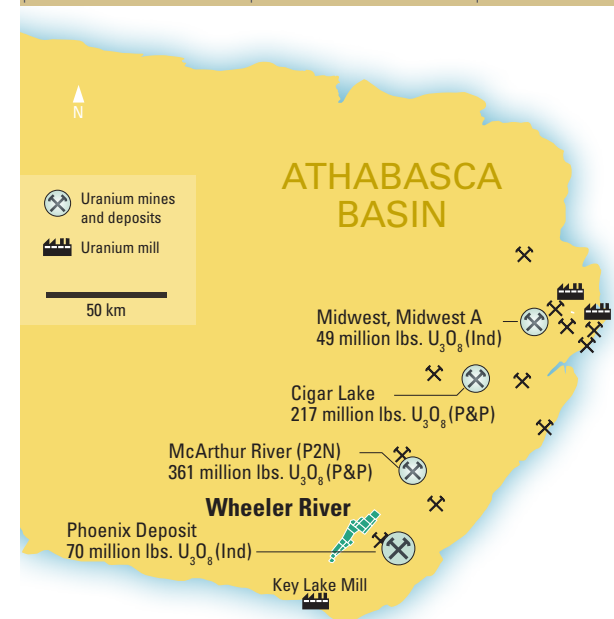 N
ATHABASCA
BASIN
Uranium mines
and deposits
Uranium mill
50 km
Midwest, Midwest A
49 million lbs. U₃O₈(Ind)
Cigar Lake
217 million lbs. U₃O₈(P&P)
McArthur River (P2N)
361 million lbs. U₃O₈(P&P)
Wheeler River
Phoenix Deposit
70 million lbs. U₃O₈(Ind)
Key Lake Mill